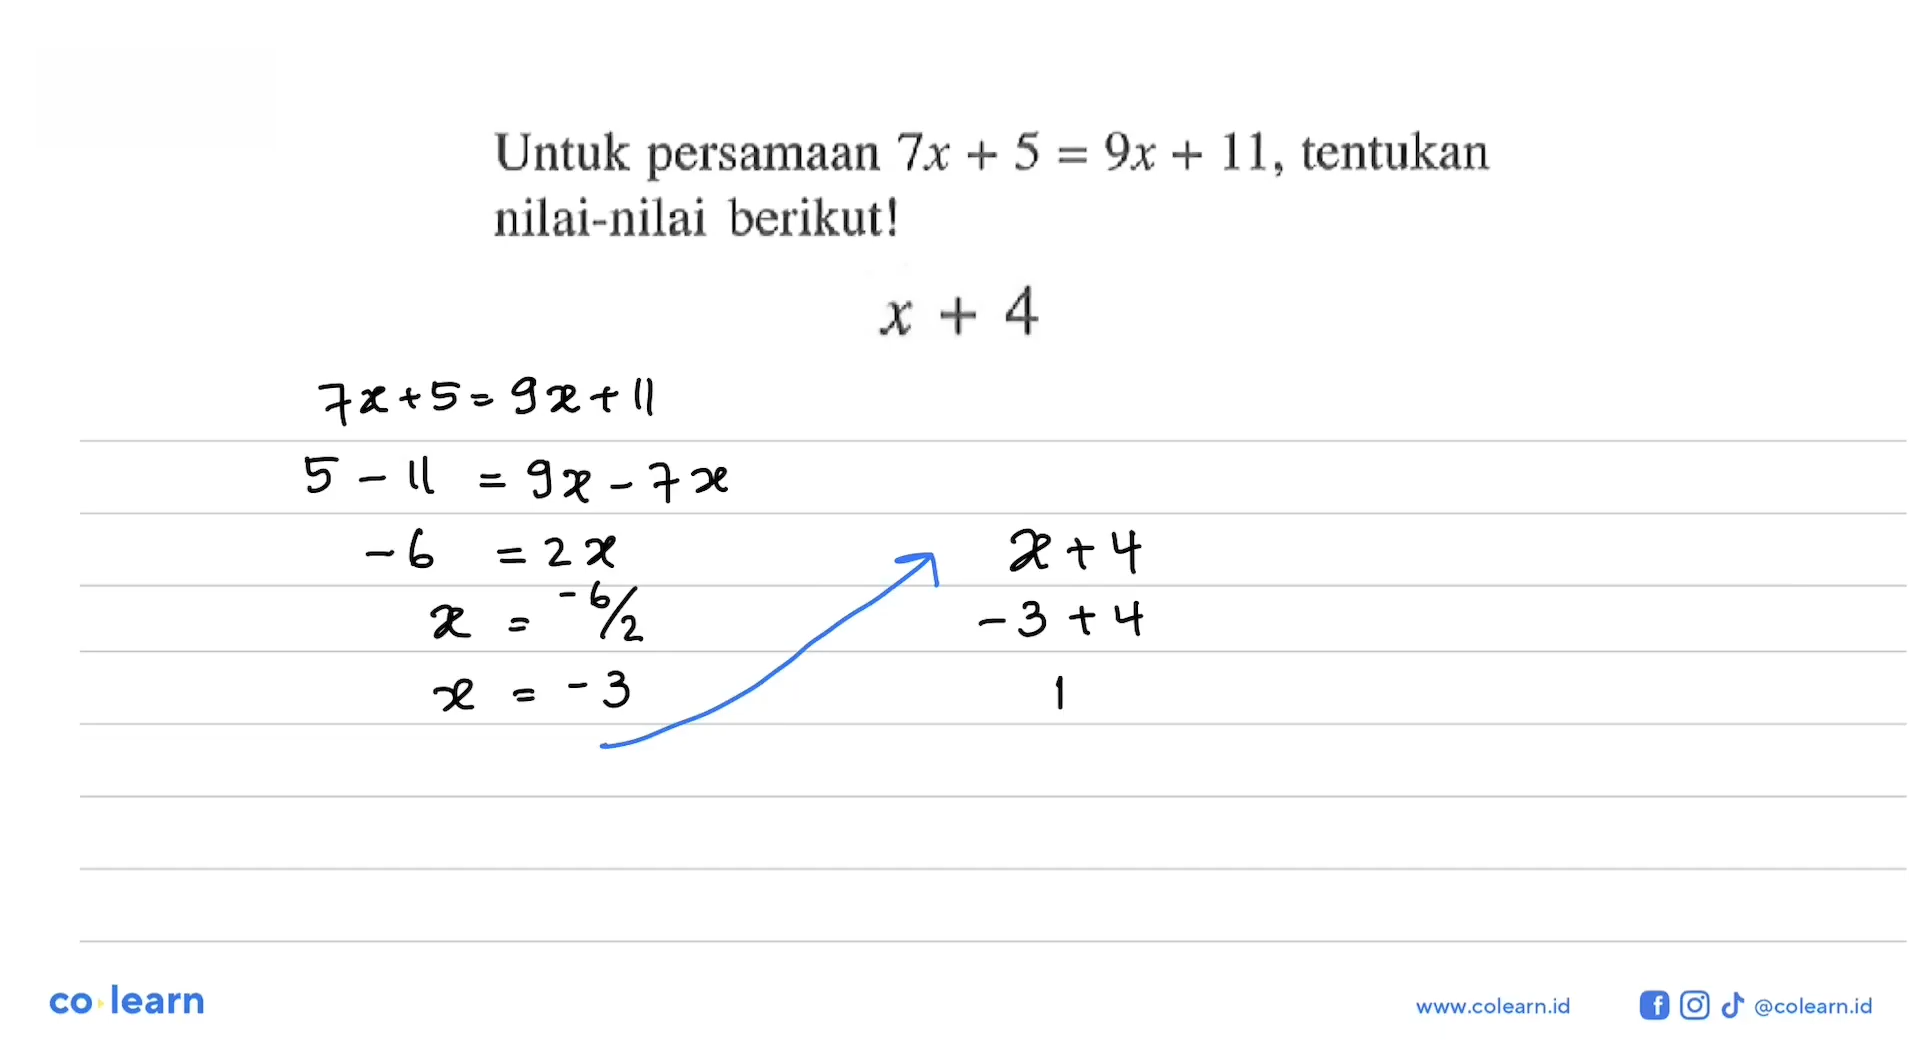 Untuk persamaan 7x + 5 = 9x + 11, tentukan
nilai-nilai berikut!
x + 4
7x+5=9x+11
5 - 11 = 9x - 7x
-6 = 2x
x = -6/2
x = -3
x+4
-3+4
1
co learn
www.colearn.id
@colearn.id